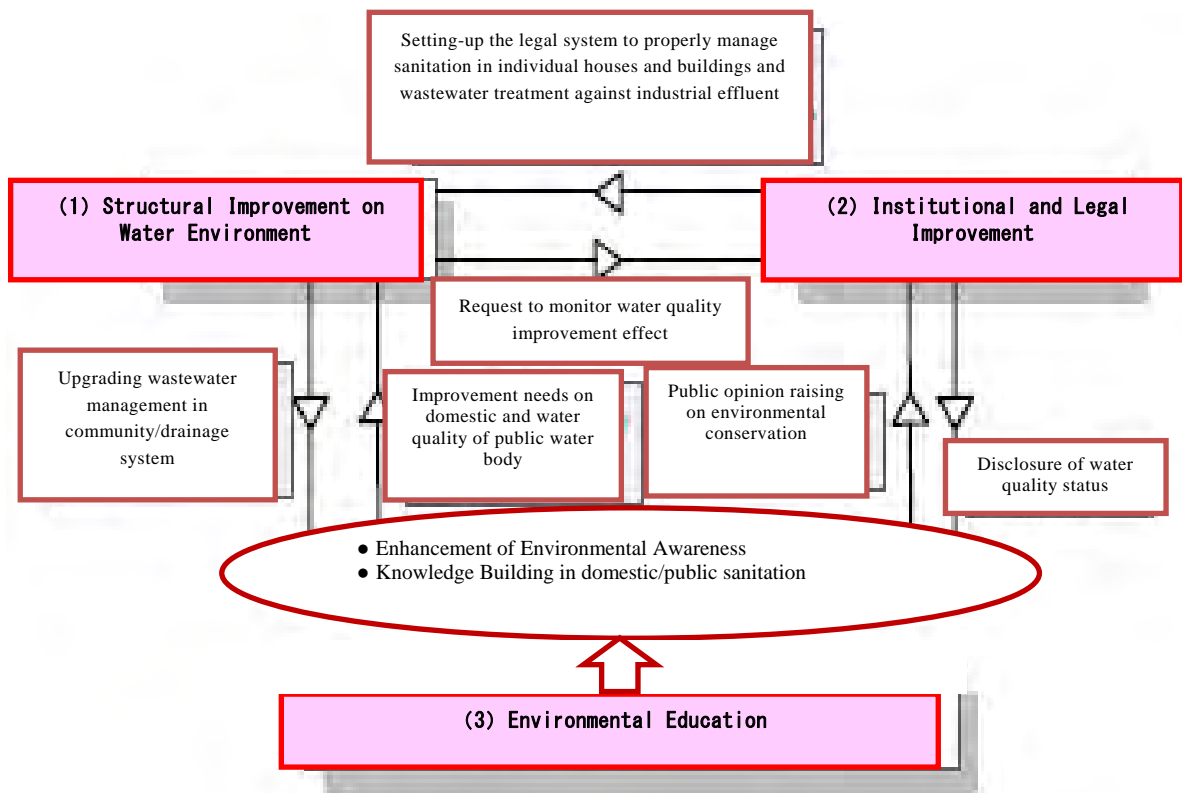 Setting-up the legal system to properly manage
sanitation in individual houses and buildings and
wastewater treatment against industrial effluent
(1) Structural Improvement on
Water Environment
(2) Institutional and Legal
Improvement
Request to monitor water quality
improvement effect
Upgrading wastewater
management in
community/drainage
system
Improvement needs on
domestic and water
quality of public water
body
Public opinion raising
on environmental
conservation
Disclosure of water
quality status
● Enhancement of Environmental Awareness
● Knowledge Building in domestic/public sanitation
(3) Environmental Education